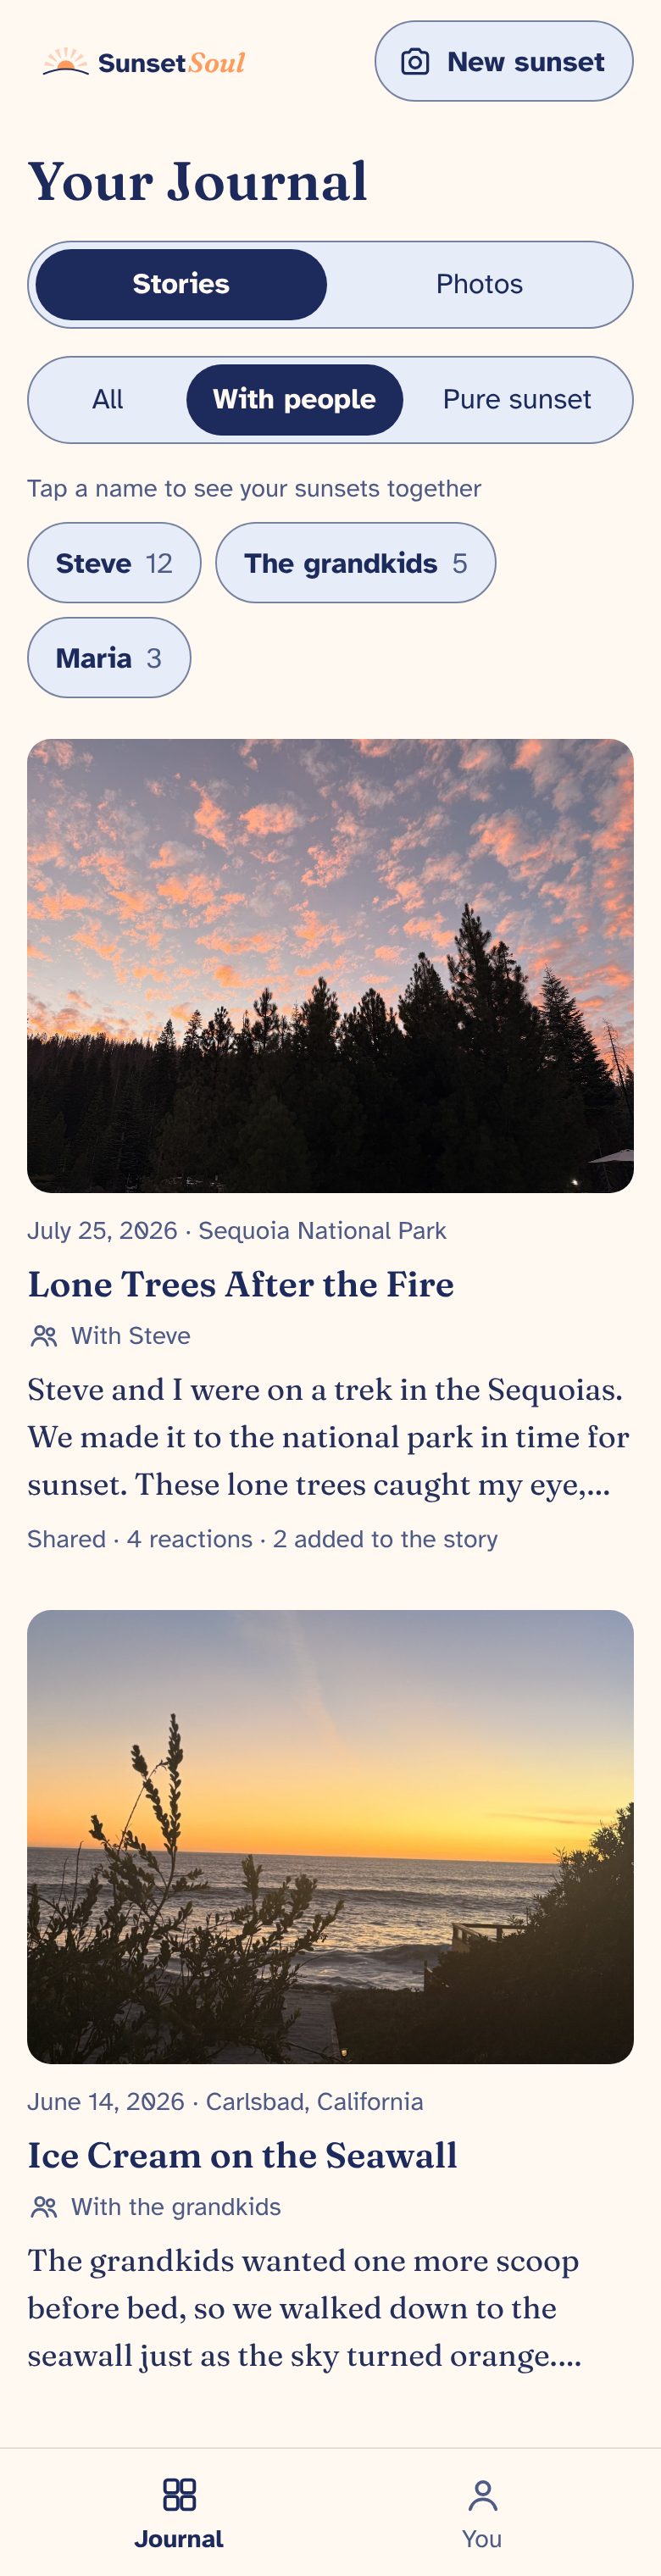 SunsetSoul
New sunset
Your Journal
Stories
Photos
All
With people
Pure sunset
Tap a name to see your sunsets together
Steve 12
The grandkids 5
Maria 3
July 25, 2026 · Sequoia National Park
Lone Trees After the Fire
With Steve
Steve and I were on a trek in the Sequoias.
We made it to the national park in time for
sunset. These lone trees caught my eye,...
Shared · 4 reactions · 2 added to the story
June 14, 2026 · Carlsbad, California
Ice Cream on the Seawall
With the grandkids
The grandkids wanted one more scoop
before bed, so we walked down to the
seawall just as the sky turned orange....
Journal
You